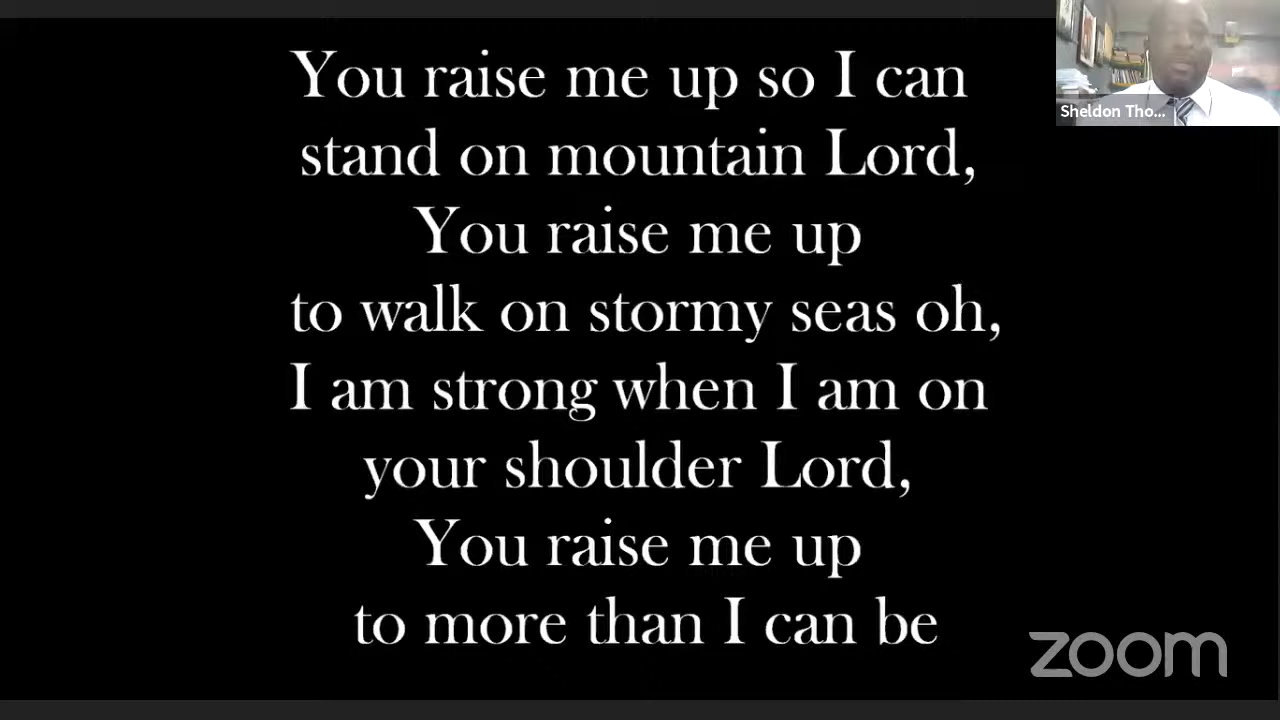 You raise me up so I can
stand on mountain Lord,
You raise me up
to walk on stormy seas oh,
I am strong when I am on
your shoulder Lord,
You raise me up
to more than I can be
Sheldon Tho...
zoom